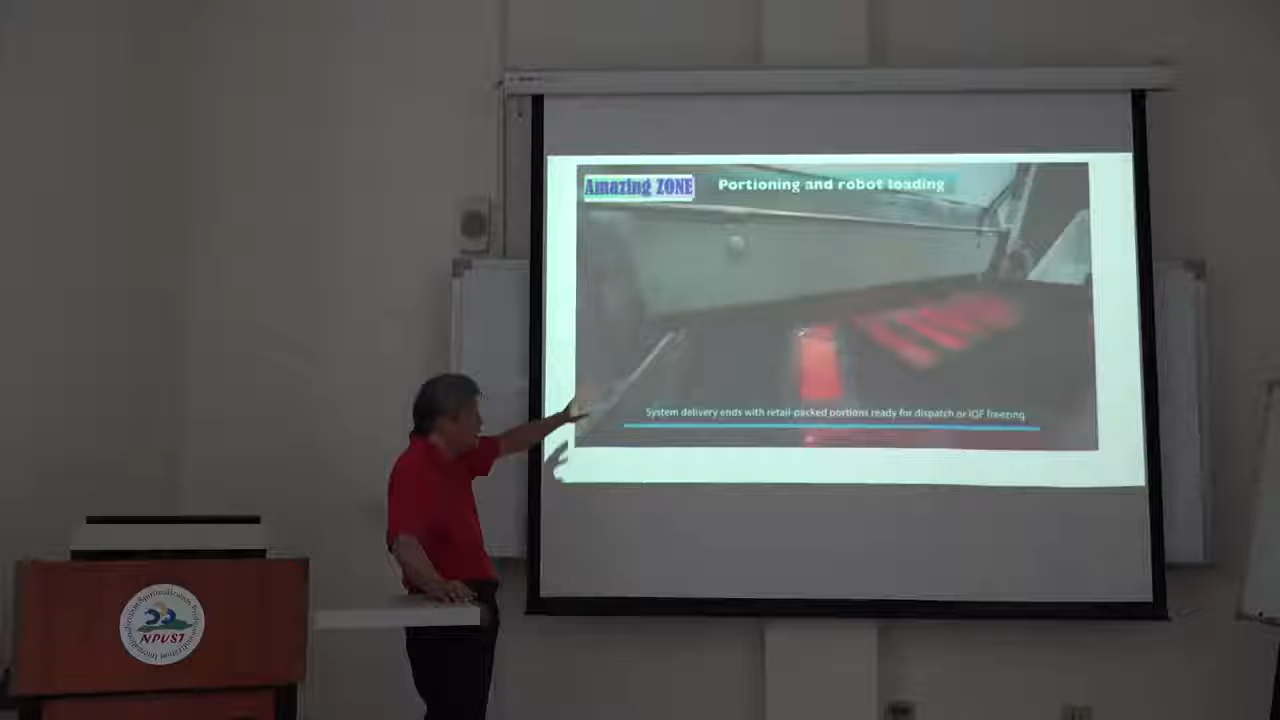 Amazing ZONE
Portioning and robot loading
System delivery ends with retail-packed portions ready for dispatch or IQF freezing
NPUST